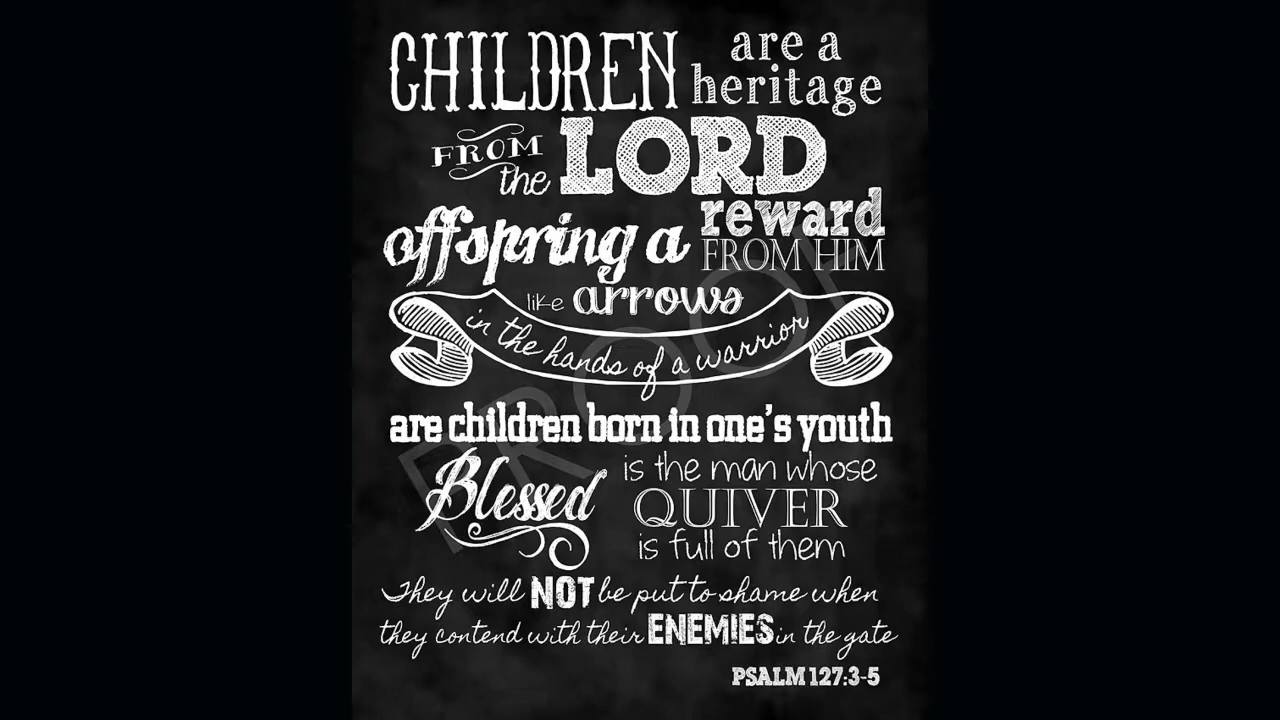 CHILDREN are a
heritage
FROM the LORD
offspring a reward
FROM HIM
like arrows
in the hands of a warrior
are children born in one's youth
Blessed is the man whose
QUIVER
is full of them
They will NOT be put to shame when
they contend with their ENEMIES in the gate
PSALM 127:3-5
PROOF